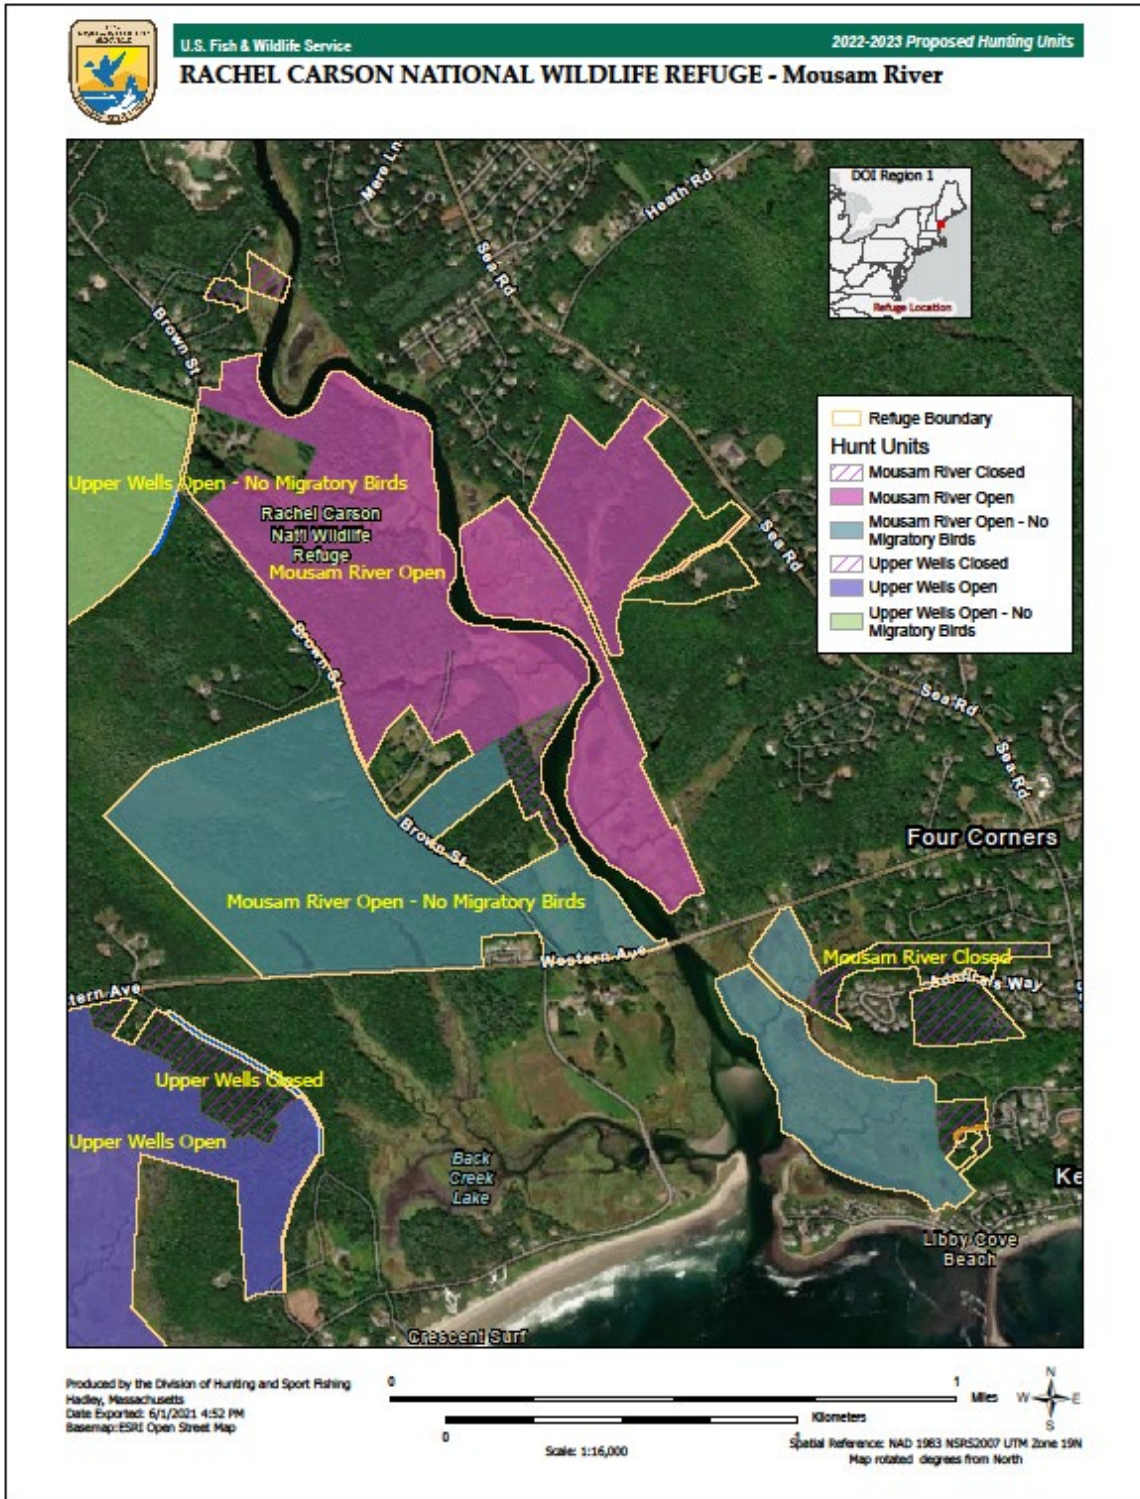 U.S. Fish & Wildlife Service
2022-2023 Proposed Hunting Units
RACHEL CARSON NATIONAL WILDLIFE REFUGE - Mousam River
Mere Ln
Heath Rd
Sea Rd
Brown St
DOI Region 1
Refuge Location
Refuge Boundary
Hunt Units
Mousam River Closed
Mousam River Open
Mousam River Open - No
Migratory Birds
Upper Wells Closed
Upper Wells Open
Upper Wells Open - No
Migratory Birds
Upper Wells Open - No Migratory Birds
Rachel Carson
Nat'l Wildlife
Refuge
Mousam River Open
Sea Rd
Brown St
Sea Rd
Sea Rd
Brown St
Four Corners
Mousam River Open - No Migratory Birds
Western Ave
Mousam River Closed
Admirals Way
tern Ave
Upper Wells Closed
Upper Wells Open
Back
Creek
Lake
Ke
Libby Cove
Beach
Crescent Surf
Produced by the Division of Hunting and Sport Fishing
Hadley, Massachusetts
Date Exported: 6/1/2021 4:52 PM
Basemap:ESRI Open Street Map
0 1
Miles
Kilometers
0
Scale: 1:16,000
N
W E
S
Spatial Reference: NAD 1983 NSRS2007 UTM Zone 19N
Map rotated degrees from North